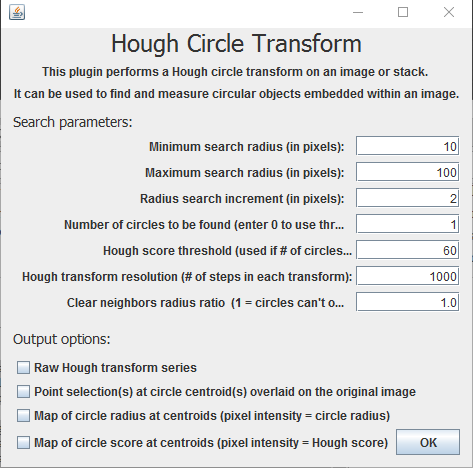 Hough Circle Transform
This plugin performs a Hough circle transform on an image or stack.
It can be used to find and measure circular objects embedded within an image.
Search parameters:
Minimum search radius (in pixels): 10
Maximum search radius (in pixels): 100
Radius search increment (in pixels): 2
Number of circles to be found (enter 0 to use thr... 1
Hough score threshold (used if # of circles... 60
Hough transform resolution (# of steps in each transform): 1000
Clear neighbors radius ratio (1 = circles can't o... 1.0
Output options:
Raw Hough transform series
Point selection(s) at circle centroid(s) overlaid on the original image
Map of circle radius at centroids (pixel intensity = circle radius)
Map of circle score at centroids (pixel intensity = Hough score) OK